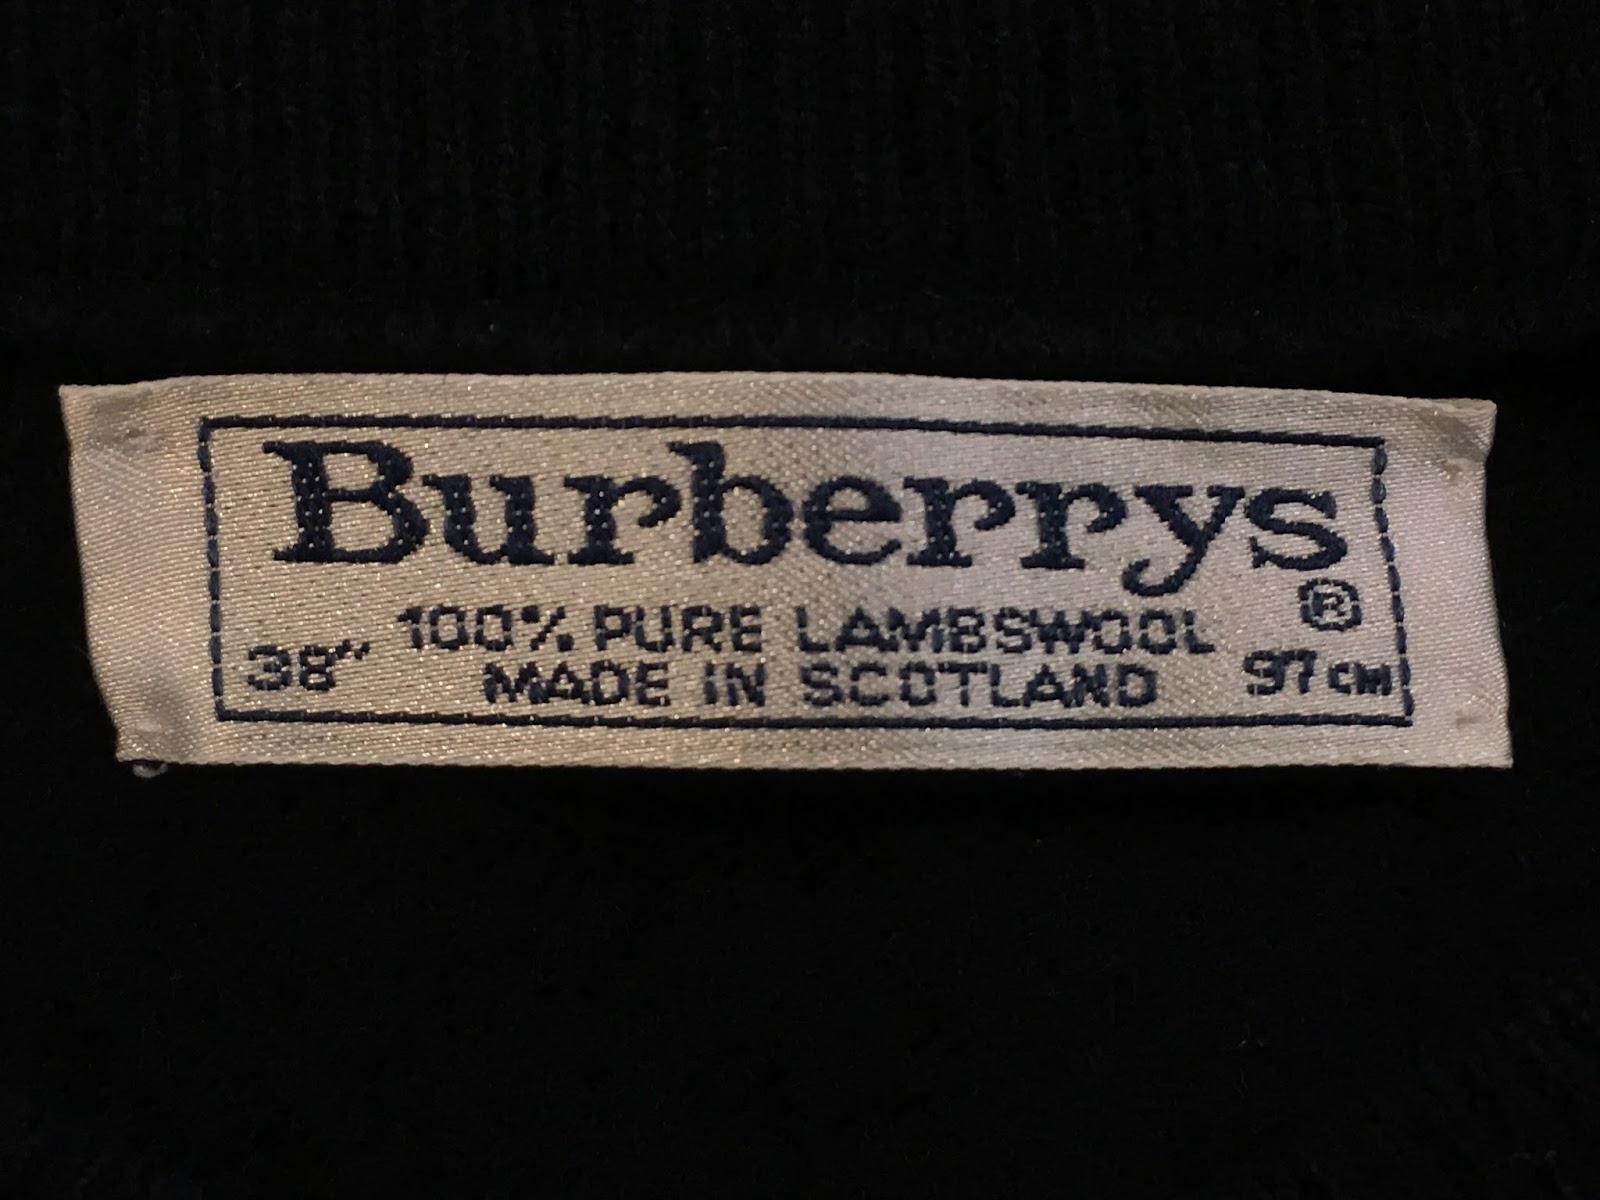 Burberrys
®
100% PURE LAMBSWOOL
38" MADE IN SCOTLAND 97 CM